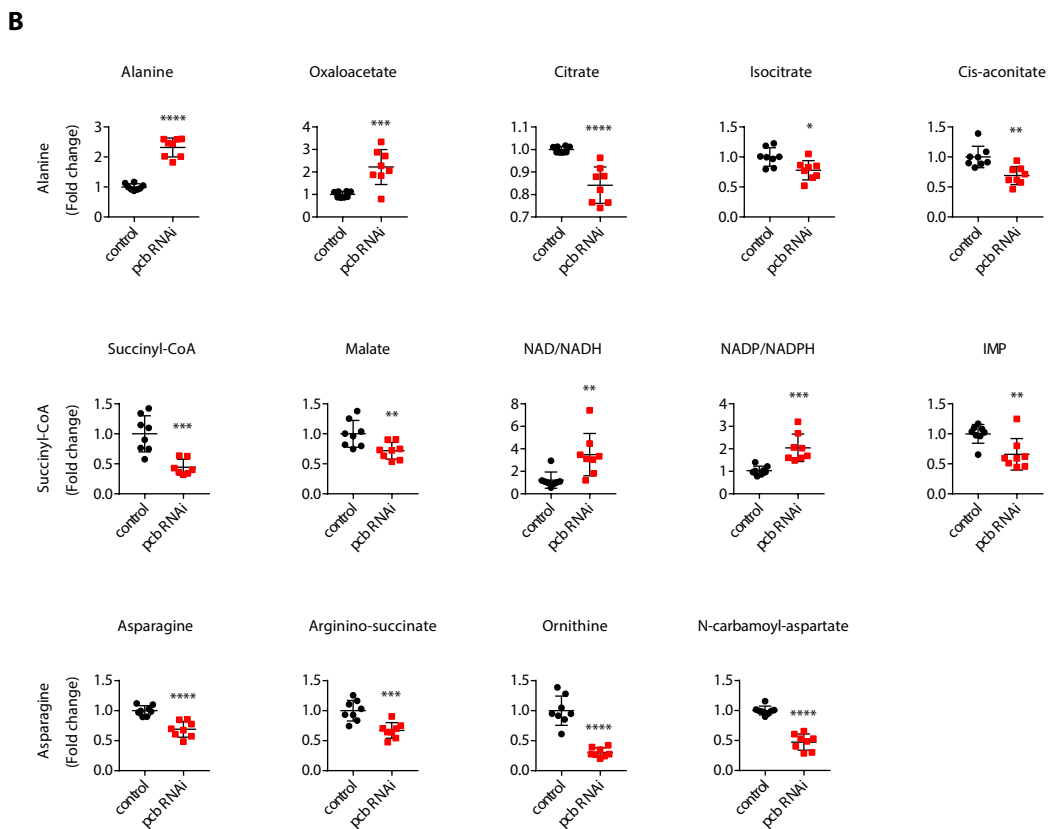 B
Alanine Oxaloacetate Citrate Isocitrate Cis-aconitate
**** *** **** * **
Alanine
(Fold change)
3 2 1 0
4 3 2 1 0
1.1 1.0 0.9 0.8 0.7
1.5 1.0 0.5 0.0
1.5 1.0 0.5 0.0
control pcb RNAi control pcb RNAi control pcb RNAi control pcb RNAi control pcb RNAi
Succinyl-CoA Malate NAD/NADH NADP/NADPH IMP
*** ** ** *** **
Succinyl-CoA
(Fold change)
1.5 1.0 0.5 0.0
1.5 1.0 0.5 0.0
8 6 4 2 0
4 3 2 1 0
1.5 1.0 0.5 0.0
control pcb RNAi control pcb RNAi control pcb RNAi control pcb RNAi control pcb RNAi
Asparagine Arginino-succinate Ornithine N-carbamoyl-aspartate
**** *** **** ****
Asparagine
(Fold change)
1.5 1.0 0.5 0.0
1.5 1.0 0.5 0.0
1.5 1.0 0.5 0.0
1.5 1.0 0.5 0.0
control pcb RNAi control pcb RNAi control pcb RNAi control pcb RNAi